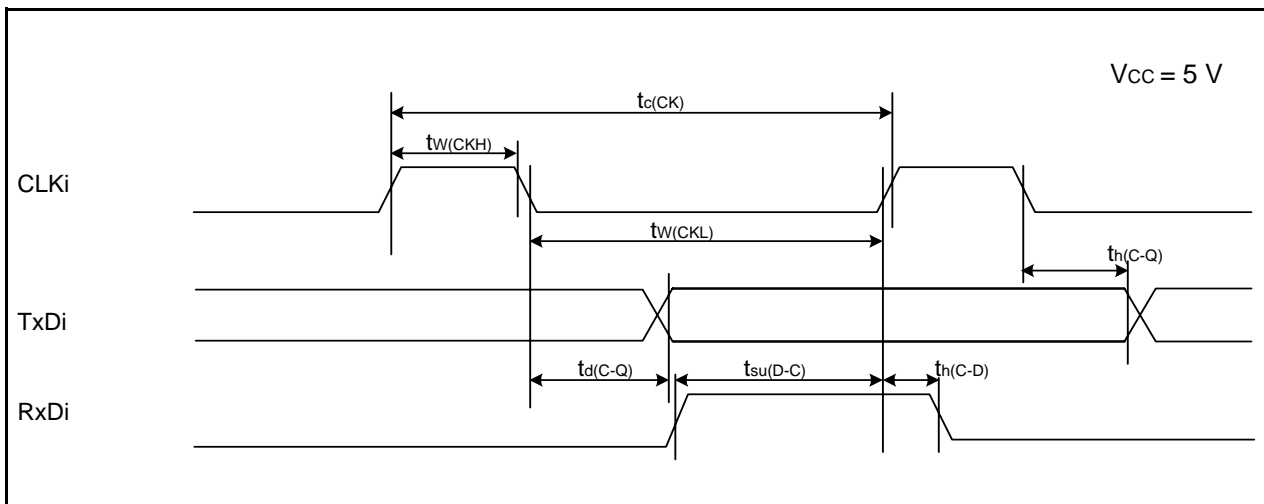 VCC = 5 V
tc(CK)
tW(CKH)
CLKi
tW(CKL)
th(C-Q)
TxDi
td(C-Q)
tsu(D-C)
th(C-D)
RxDi